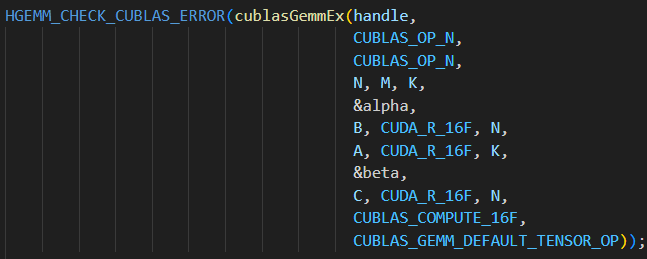 HGEMM_CHECK_CUBLAS_ERROR(cublasGemmEx(handle,
CUBLAS_OP_N,
CUBLAS_OP_N,
N, M, K,
&alpha,
B, CUDA_R_16F, N,
A, CUDA_R_16F, K,
&beta,
C, CUDA_R_16F, N,
CUBLAS_COMPUTE_16F,
CUBLAS_GEMM_DEFAULT_TENSOR_OP));